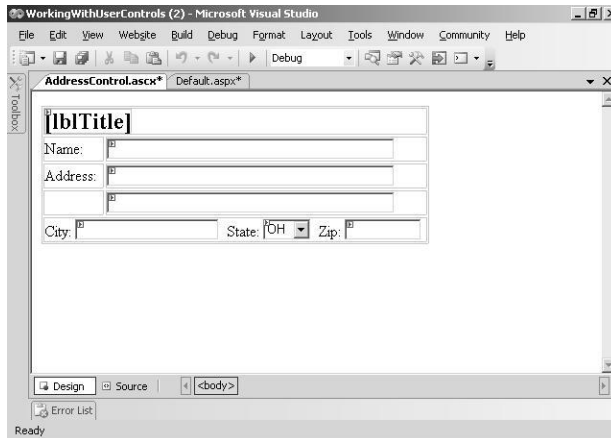 WorkingWithUserControls (2) - Microsoft Visual Studio
File Edit View Website Build Debug Format Layout Tools Window Community Help
Debug
Toolbox
AddressControl.ascx* Default.aspx*
[lblTitle]
Name:
Address:
City: State: OH Zip:
Design Source <body>
Error List
Ready